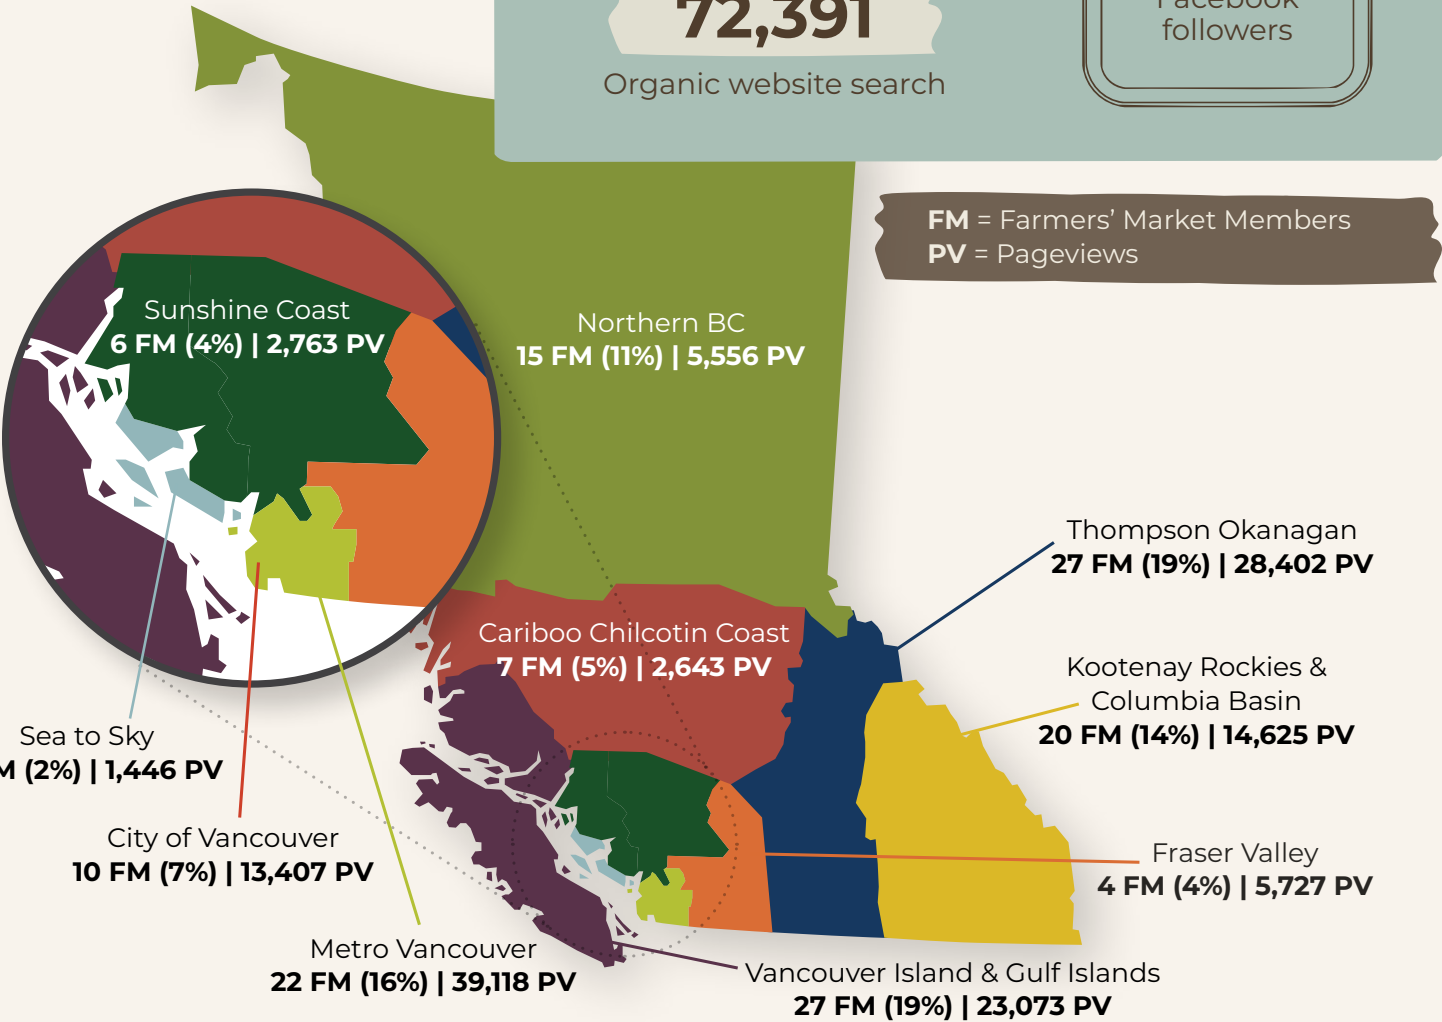 72,391
Organic website search
Facebook
followers
FM = Farmers’ Market Members
PV = Pageviews
Sunshine Coast
6 FM (4%) | 2,763 PV
Northern BC
15 FM (11%) | 5,556 PV
Thompson Okanagan
27 FM (19%) | 28,402 PV
Cariboo Chilcotin Coast
7 FM (5%) | 2,643 PV
Kootenay Rockies &
Columbia Basin
20 FM (14%) | 14,625 PV
Sea to Sky
M (2%) | 1,446 PV
City of Vancouver
10 FM (7%) | 13,407 PV
Fraser Valley
4 FM (4%) | 5,727 PV
Metro Vancouver
22 FM (16%) | 39,118 PV
Vancouver Island & Gulf Islands
27 FM (19%) | 23,073 PV